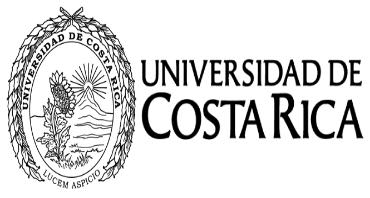 UNIVERSIDAD DE COSTA RICA
LUCEM ASPICIO
UNIVERSIDAD DE
COSTA RICA